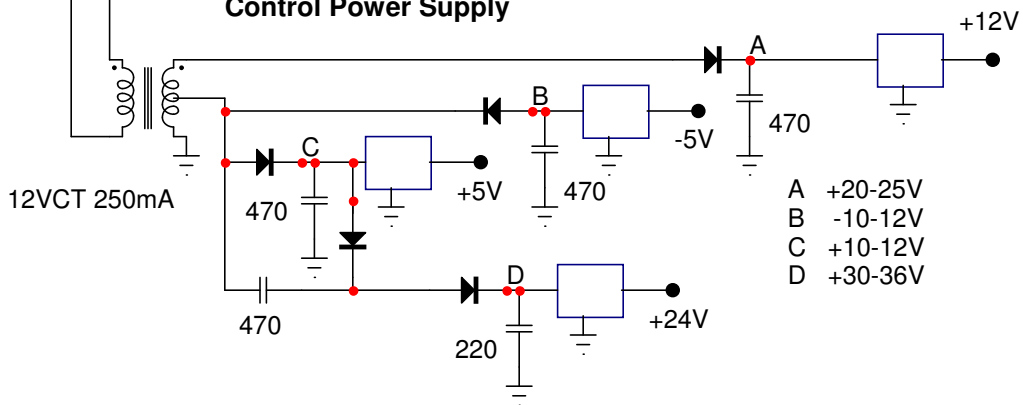 Control Power Supply
+12V
A
470
B
-5V
470
C
+5V
470
12VCT 250mA
A +20-25V
B -10-12V
C +10-12V
D +30-36V
470
D
+24V
220